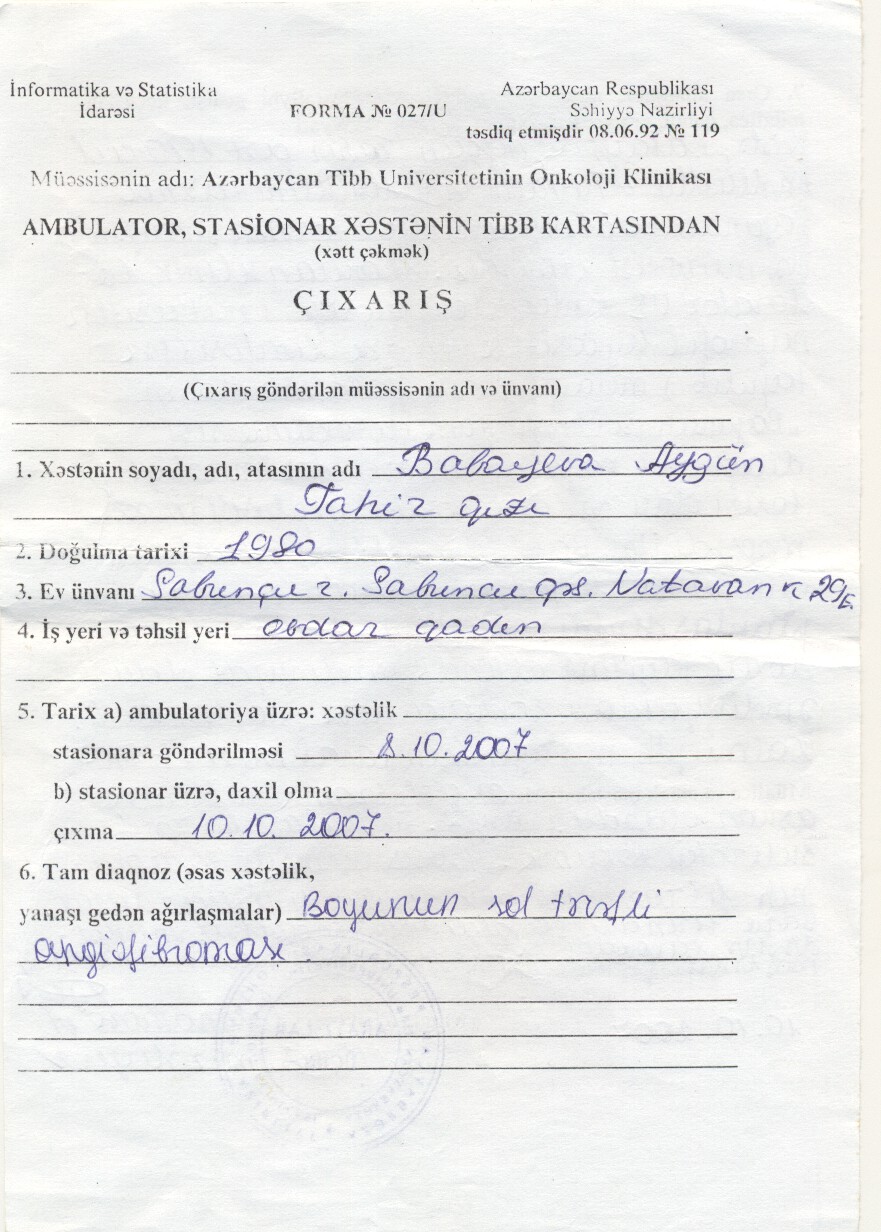 İnformatika və Statistika İdarəsi
FORMA № 027/U
Azərbaycan Respublikası
Səhiyyə Nazirliyi
təsdiq etmişdir 08.06.92 № 119
Müəssisənin adı: Azərbaycan Tibb Universitetinin Onkoloji Klinikası
AMBULATOR, STASİONAR XƏSTƏNİN TİBB KARTASINDAN
(xətt çəkmək)
ÇIXARIŞ
(Çıxarış göndərilən müəssisənin adı və ünvanı)
1. Xəstənin soyadı, adı, atasının adı Babayeva Aygün
Tahir qızı
2. Doğulma tarixi 1980
3. Ev ünvanı Sabunçu r. Sabuncu qəs. Natavan k 29
4. İş yeri və təhsil yeri evdar qadın
5. Tarix a) ambulatoriya üzrə: xəstəlik
stasionara göndərilməsi 8.10.2007
b) stasionar üzrə, daxil olma
çıxma 10.10.2007.
6. Tam diaqnoz (əsas xəstəlik,
yanaşı gedən ağırlaşmalar) Boyunun sol tərəfli
angiofibroması